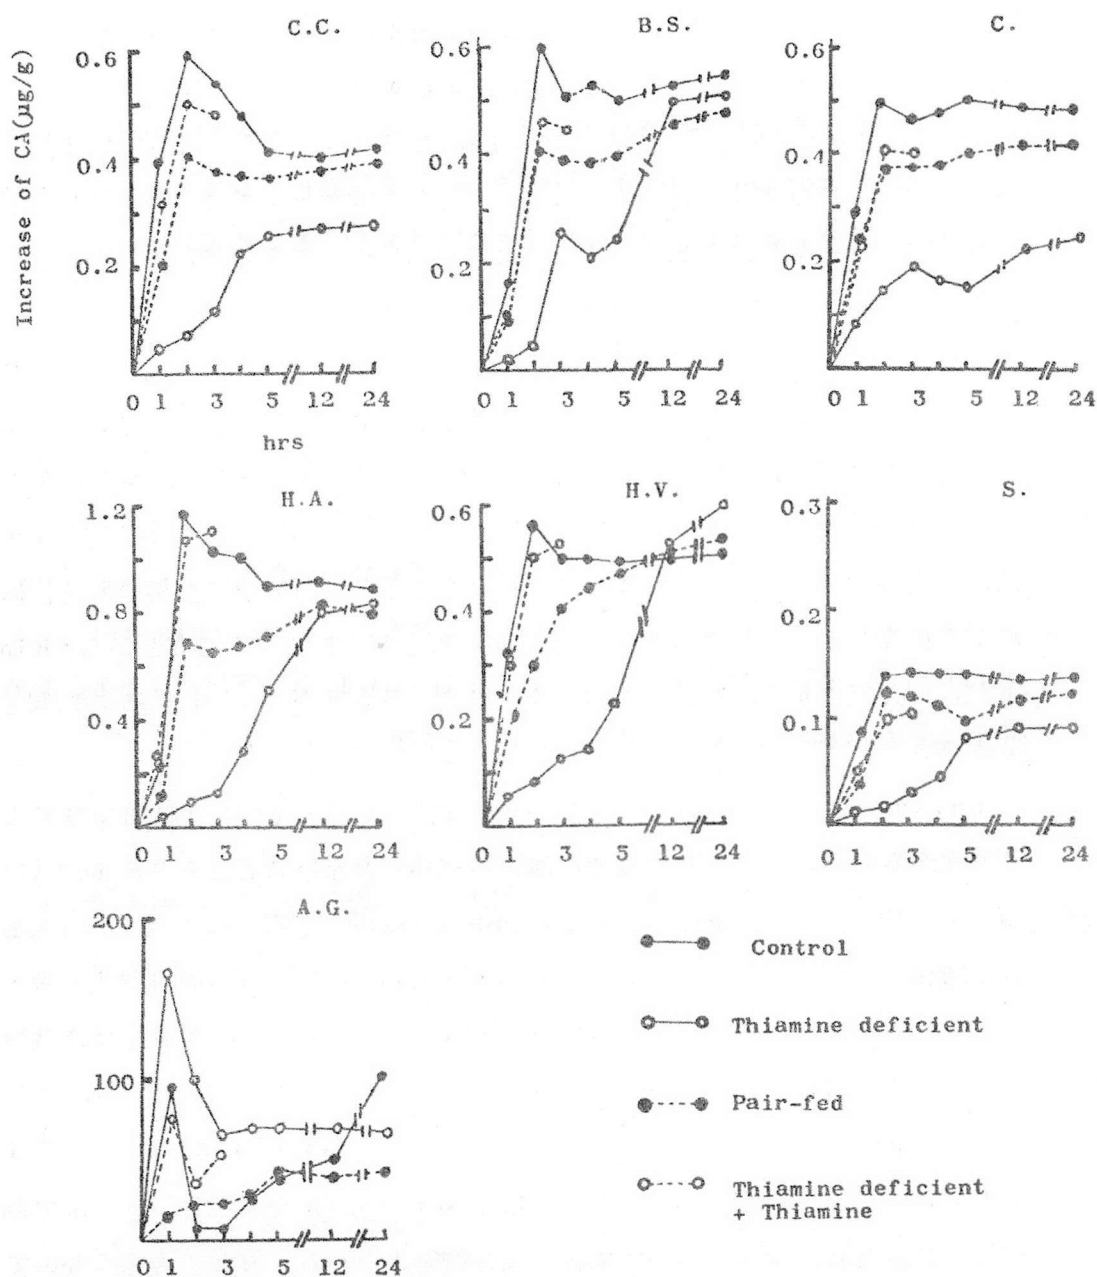 C.C.
B.S.
C.
Increase of CA(µg/g)
0.6
0.4
0.2
0 1 3 5 12 24
hrs
0.6
0.4
0.2
0 1 3 5 12 24
0.6
0.4
0.2
0 1 3 5 12 24
H.A.
H.V.
S.
1.2
0.8
0.4
0 1 3 5 12 24
0.6
0.4
0.2
0 1 3 5 12 24
0.3
0.2
0.1
0 1 3 5 12 24
A.G.
200
100
0 1 3 5 12 24
Control
Thiamine deficient
Pair-fed
Thiamine deficient
+ Thiamine